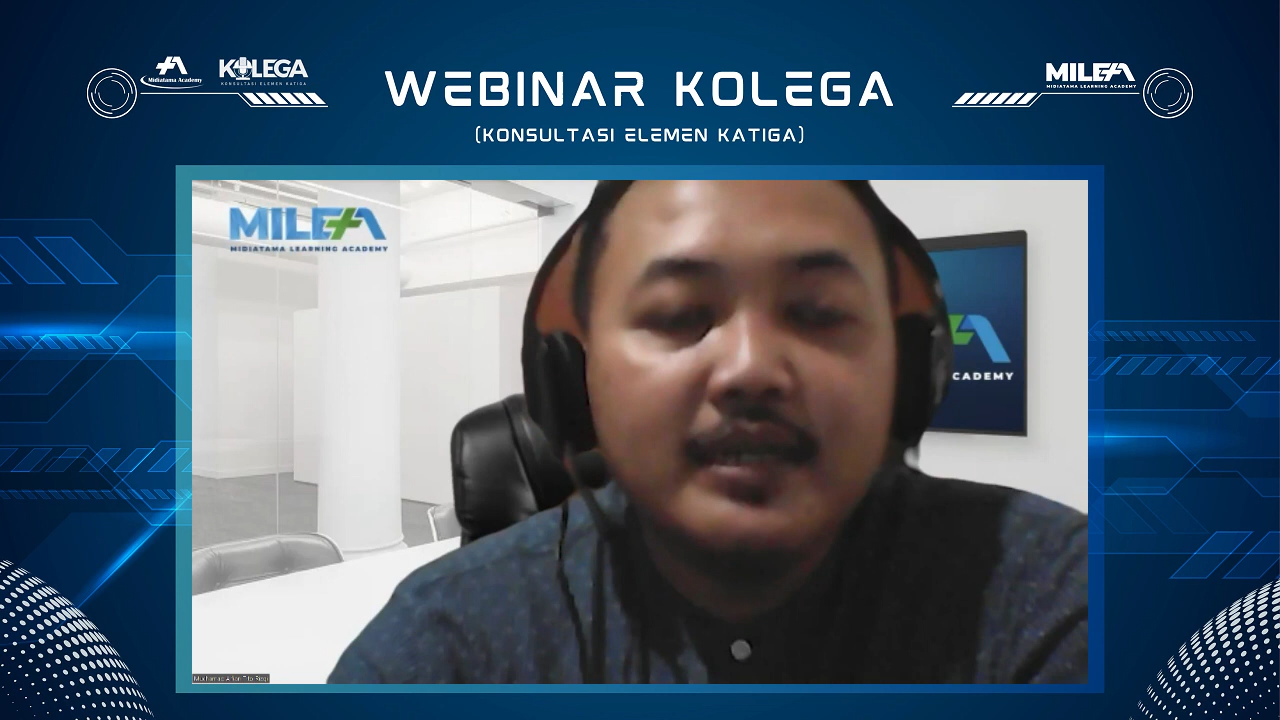 Midiatama Academy
KOLEGA
KONSULTASI ELEMEN KATIGA
WEBINAR KOLEGA
(KONSULTASI ELEMEN KATIGA)
MILEA
MIDIATAMA LEARNING ACADEMY
MILEA
MIDIATAMA LEARNING ACADEMY
CADEMY